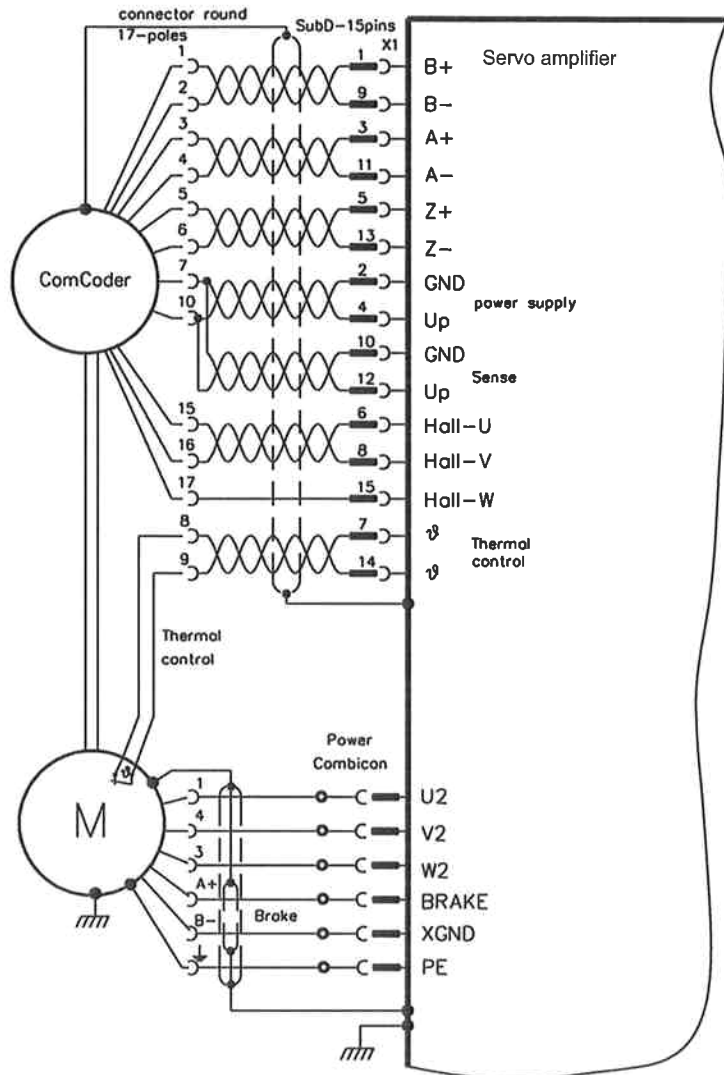 connector round
17-poles
SubD-15pins
X1
Servo amplifier
1 1 B+
2 9 B-
3 3 A+
4 11 A-
5 5 Z+
6 13 Z-
ComCoder
7 2 GND
power supply
10 4 Up
10 GND
Sense
12 Up
15 6 Hall-U
16 8 Hall-V
17 15 Hall-W
8 7 ϑ
Thermal
control
9 14 ϑ
Thermal
control
Power
Combicon
ϑ
M
1 U2
4 V2
3 W2
A+ BRAKE
Brake
B- XGND
PE